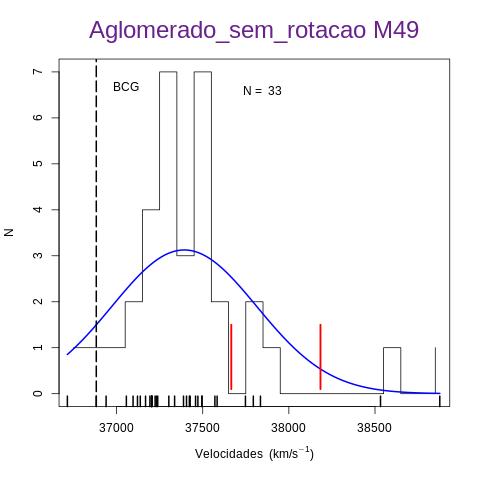 Aglomerado_sem_rotacao M49
BCG
N = 33
7
6
5
4
3
2
1
0
N
37000 37500 38000 38500
Velocidades (km/s⁻¹)